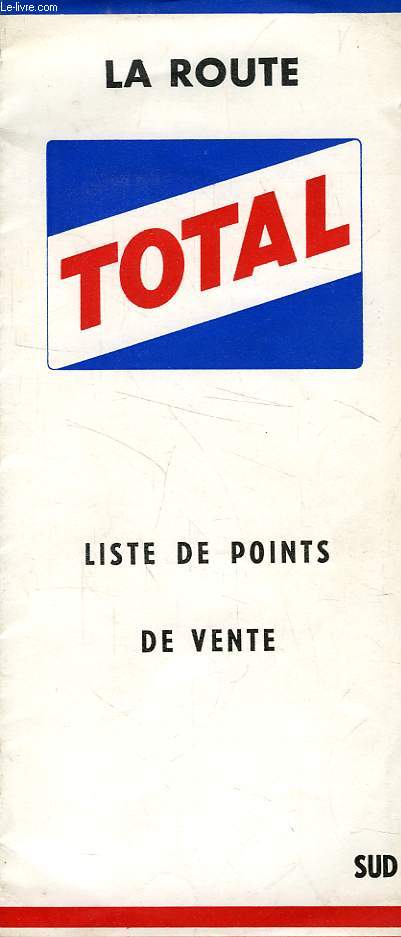 Le-livre.com
LA ROUTE
TOTAL
LISTE DE POINTS
DE VENTE
SUD